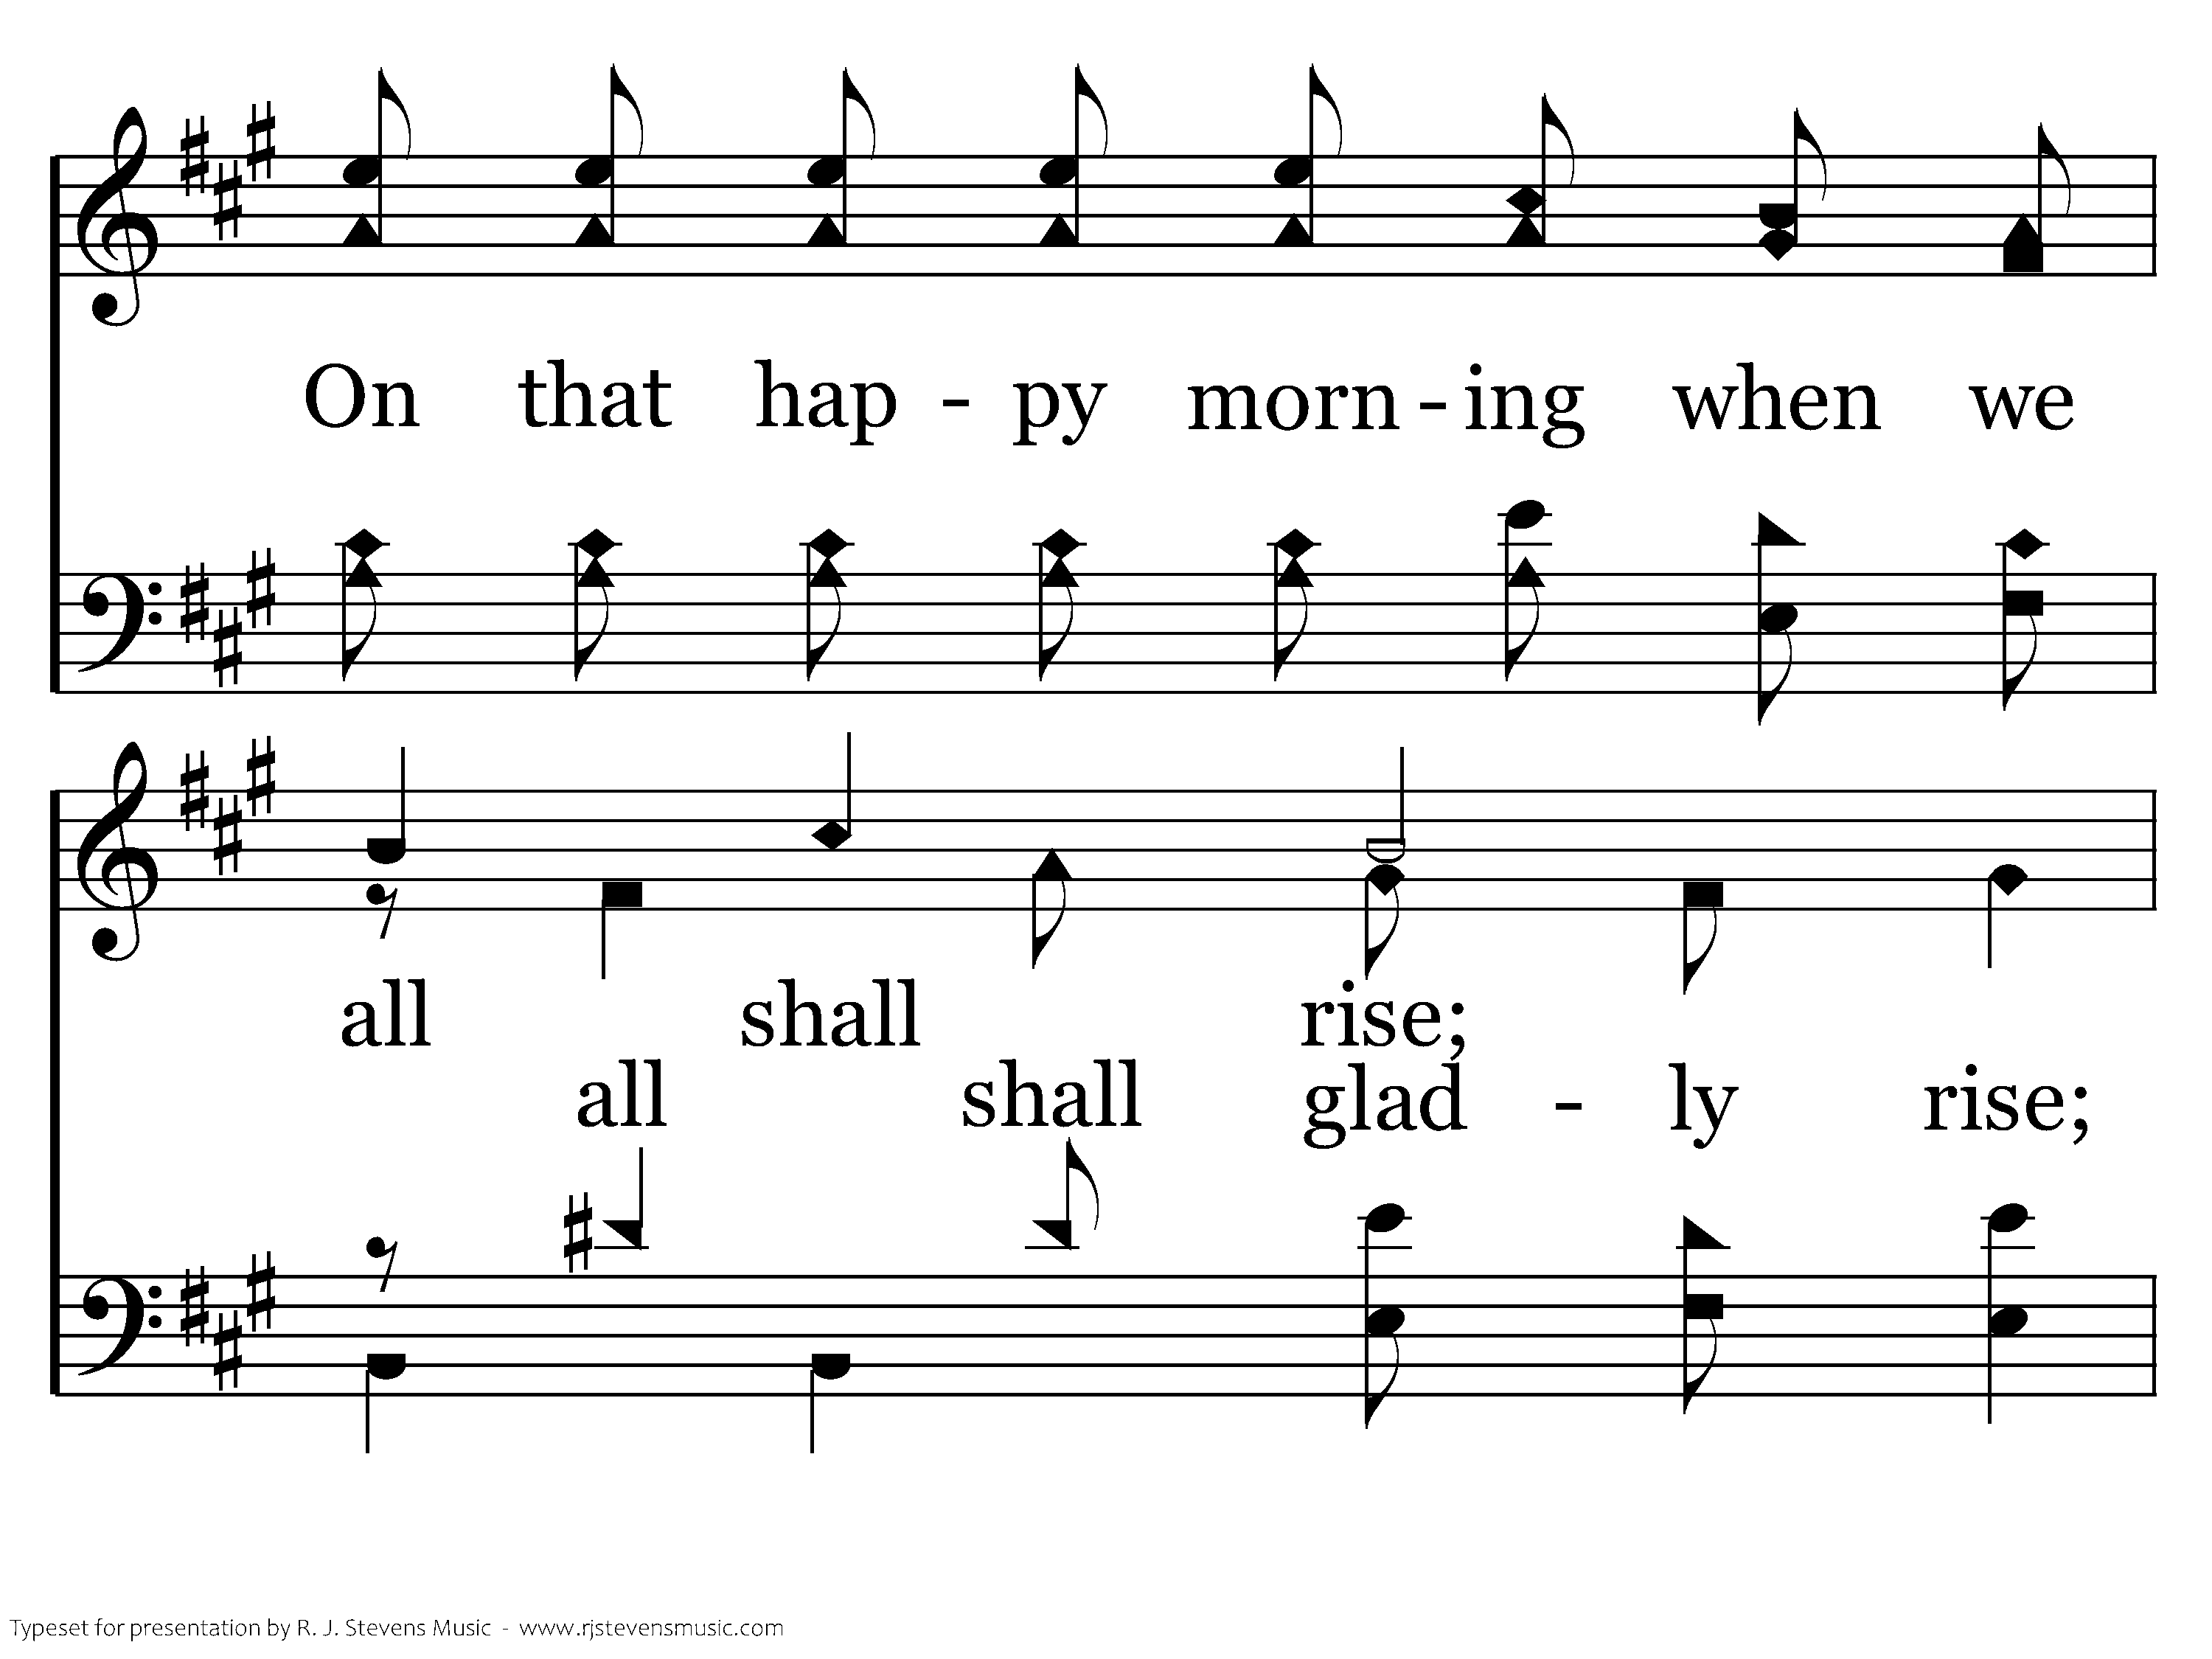 On that hap - py morn - ing when we
all shall rise;
all shall glad - ly rise;
Typeset for presentation by R. J. Stevens Music - www.rjstevensmusic.com